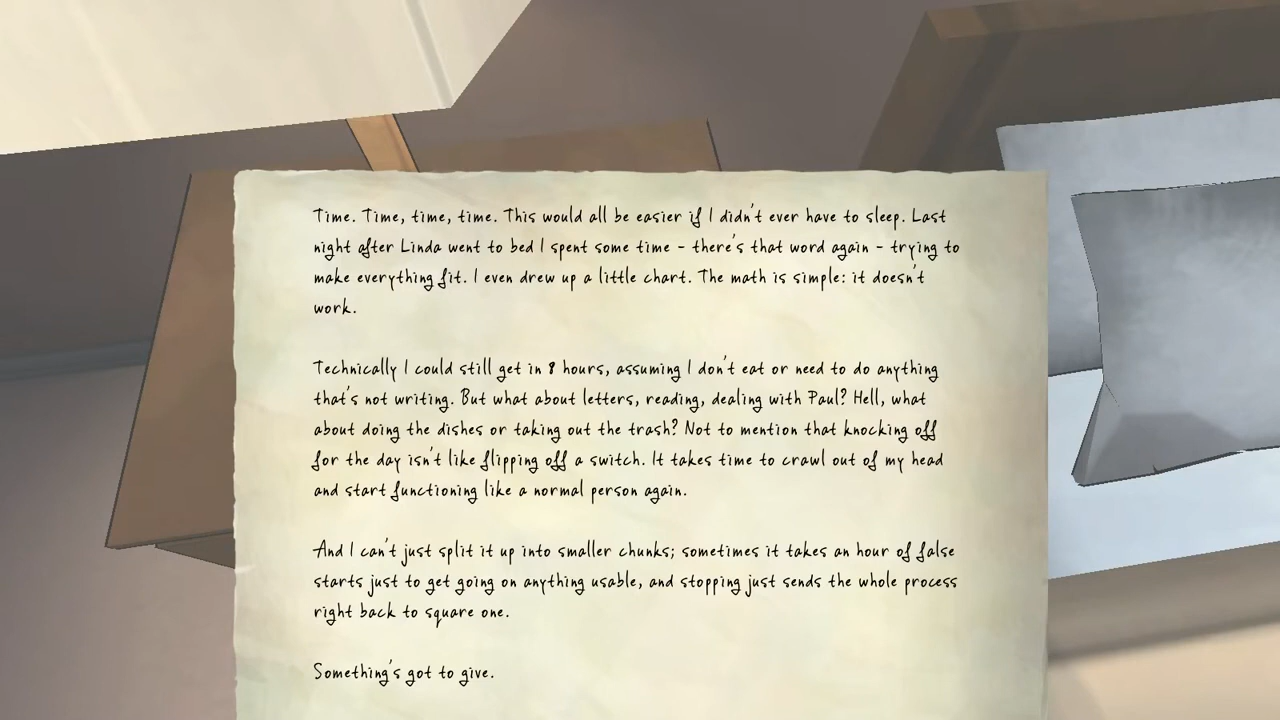 Time. Time, time, time. This would all be easier if I didn't ever have to sleep. Last
night after Linda went to bed I spent some time - there's that word again - trying to
make everything fit. I even drew up a little chart. The math is simple: it doesn't
work.
Technically I could still get in 8 hours, assuming I don't eat or need to do anything
that's not writing. But what about letters, reading, dealing with Paul? Hell, what
about doing the dishes or taking out the trash? Not to mention that knocking off
for the day isn't like flipping off a switch. It takes time to crawl out of my head
and start functioning like a normal person again.
And I can't just split it up into smaller chunks; sometimes it takes an hour of false
starts just to get going on anything usable, and stopping just sends the whole process
right back to square one.
Something's got to give.